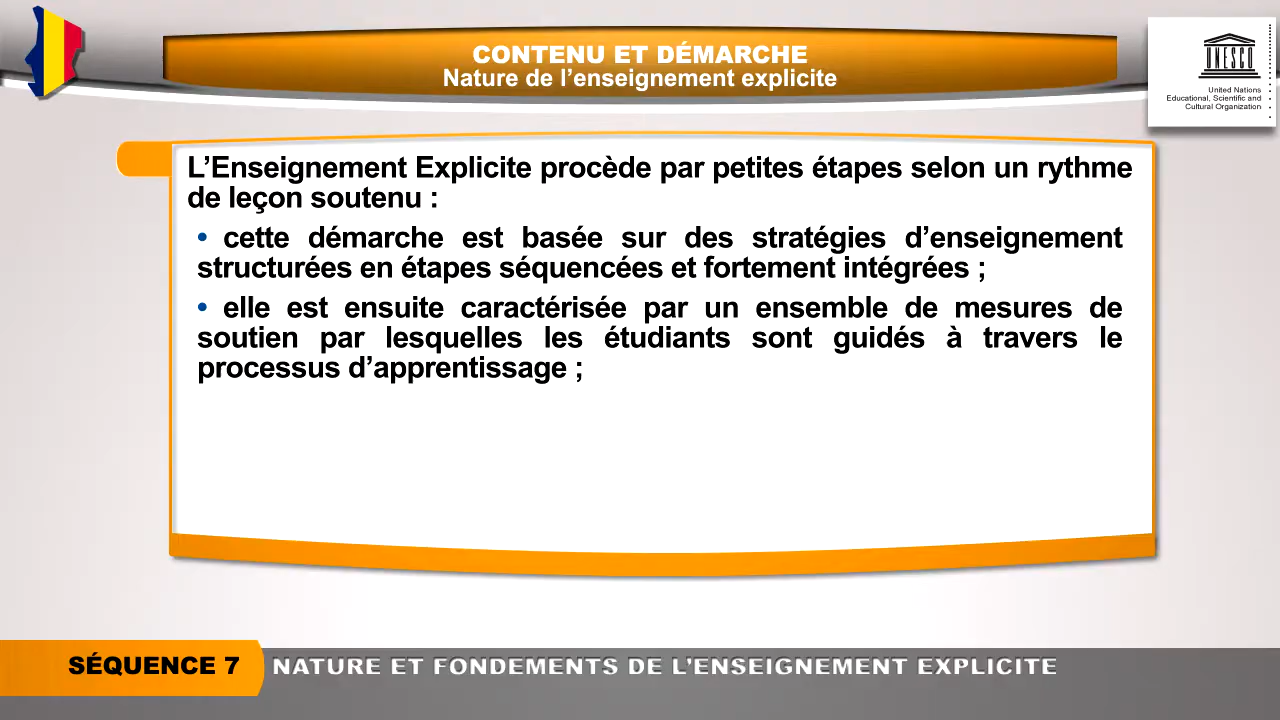 CONTENU ET DÉMARCHE
Nature de l’enseignement explicite
UNESCO
United Nations
Educational, Scientific and
Cultural Organization
L’Enseignement Explicite procède par petites étapes selon un rythme
de leçon soutenu :
• cette démarche est basée sur des stratégies d’enseignement
structurées en étapes séquencées et fortement intégrées ;
• elle est ensuite caractérisée par un ensemble de mesures de
soutien par lesquelles les étudiants sont guidés à travers le
processus d’apprentissage ;
SÉQUENCE 7
NATURE ET FONDEMENTS DE L'ENSEIGNEMENT EXPLICITE